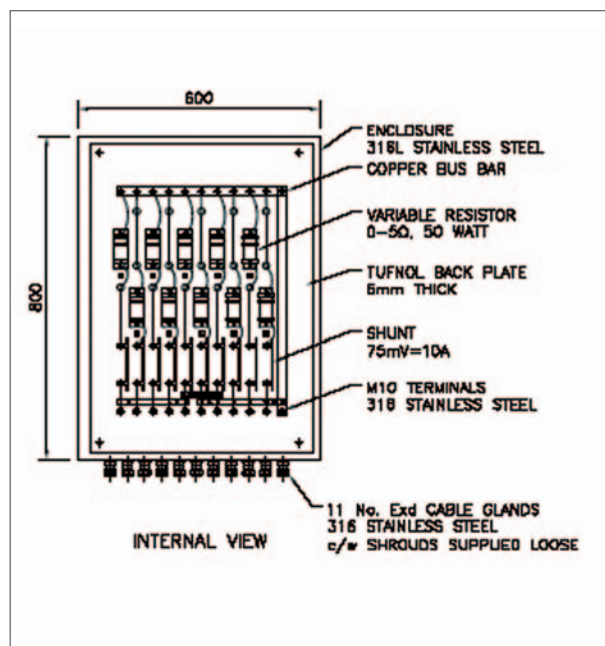 600
800
ENCLOSURE
316L STAINLESS STEEL
COPPER BUS BAR
VARIABLE RESISTOR
0-5Ω, 50 WATT
TUFNOL BACK PLATE
6mm THICK
SHUNT
75mV=10A
M10 TERMINALS
316 STAINLESS STEEL
11 No. Exd CABLE GLANDS
316 STAINLESS STEEL
c/w SHROUDS SUPPLIED LOOSE
INTERNAL VIEW